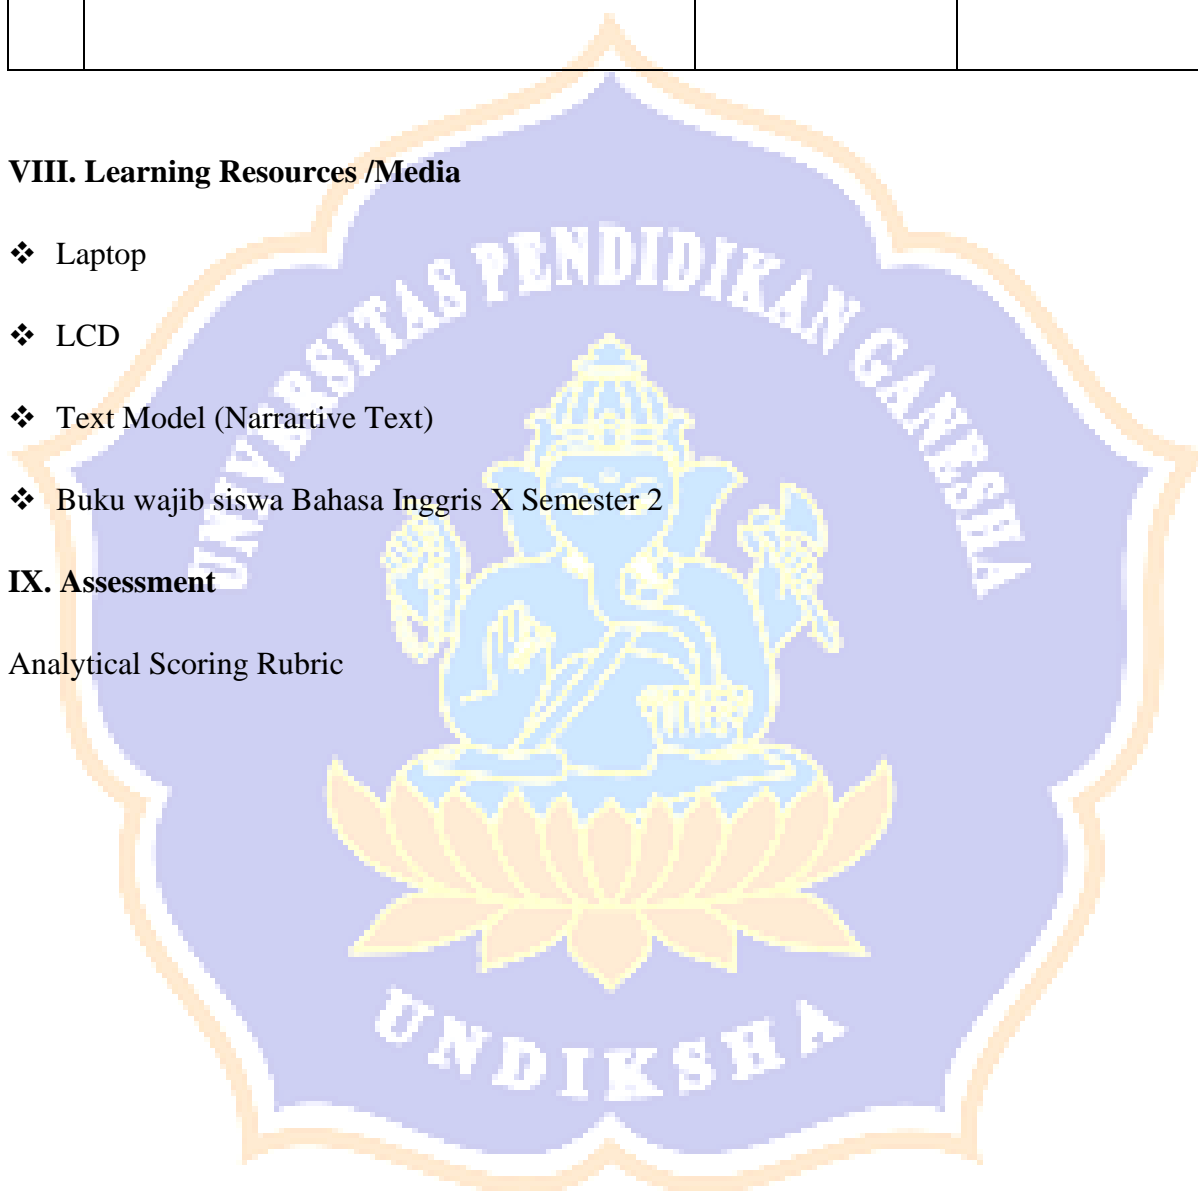 VIII. Learning Resources /Media
❖ Laptop
❖ LCD
❖ Text Model (Narrartive Text)
❖ Buku wajib siswa Bahasa Inggris X Semester 2
IX. Assessment
Analytical Scoring Rubric
UNIVERSITAS PENDIDIKAN GANESHA
UNDIKSHA